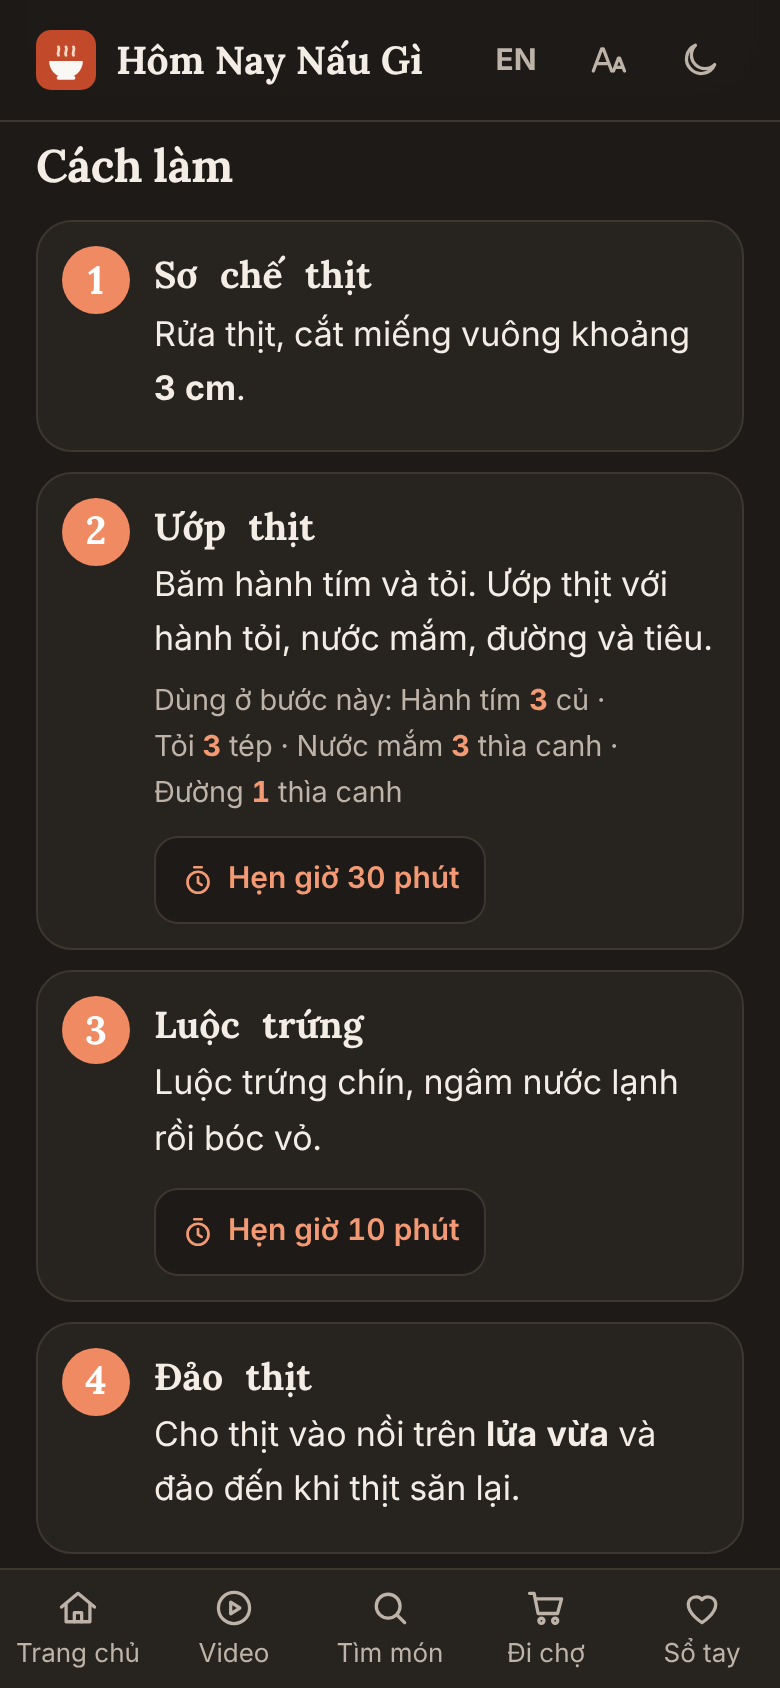 Hôm Nay Nấu Gì
EN
AA
Cách làm
1
Sơ chế thịt
Rửa thịt, cắt miếng vuông khoảng
3 cm.
2
Ướp thịt
Băm hành tím và tỏi. Ướp thịt với
hành tỏi, nước mắm, đường và tiêu.
Dùng ở bước này: Hành tím 3 củ ·
Tỏi 3 tép · Nước mắm 3 thìa canh ·
Đường 1 thìa canh
Hẹn giờ 30 phút
3
Luộc trứng
Luộc trứng chín, ngâm nước lạnh
rồi bóc vỏ.
Hẹn giờ 10 phút
4
Đảo thịt
Cho thịt vào nồi trên lửa vừa và
đảo đến khi thịt săn lại.
Trang chủ
Video
Tìm món
Đi chợ
Sổ tay